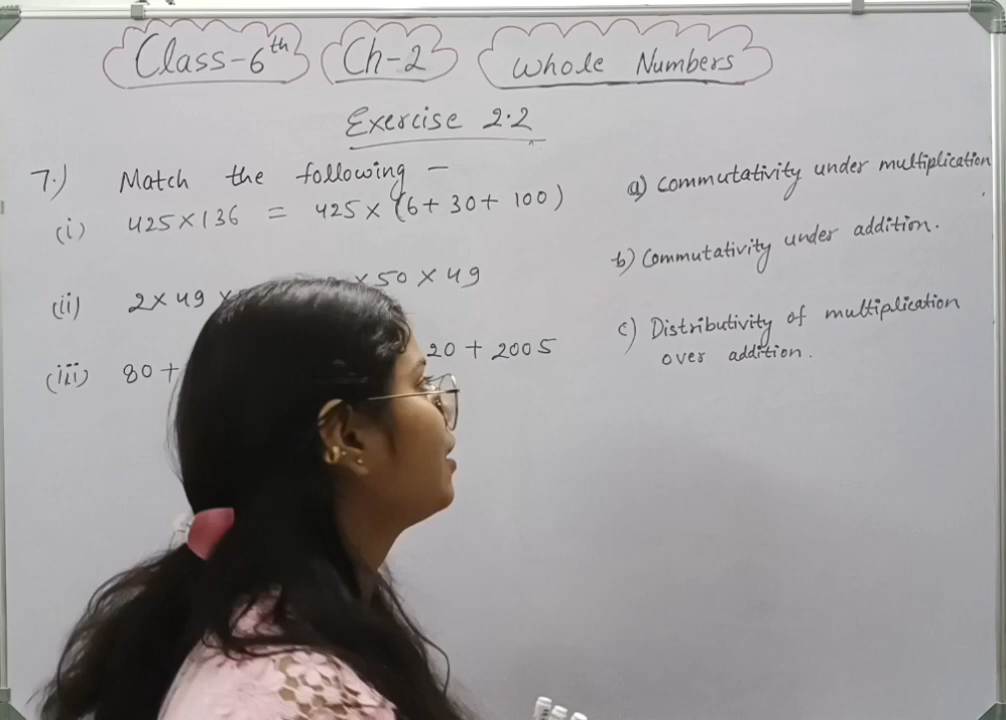 Class-6th Ch-2 Whole Numbers
Exercise 2.2
7.) Match the following –
(i) 425×136 = 425×(6+30+100)
(ii) 2×49× ×50×49
(iii) 80+ 20+2005
a) Commutativity under multiplication
b) Commutativity under addition.
c) Distributivity of multiplication
over addition.